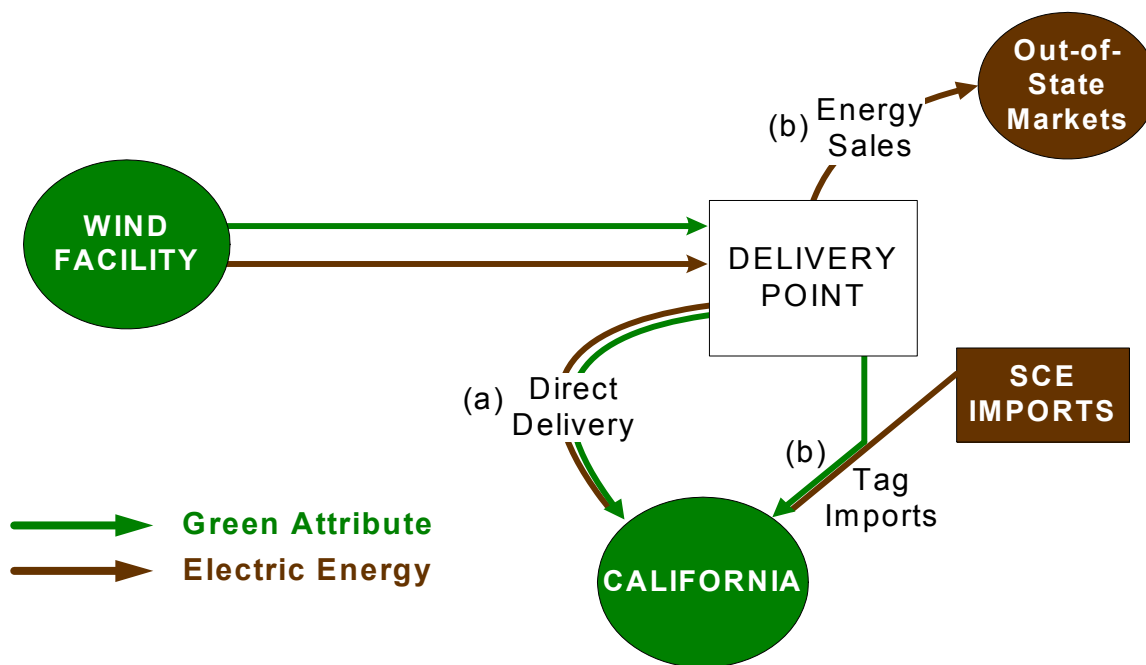 Out-of-
State
Markets
(b) Energy
Sales
WIND
FACILITY
DELIVERY
POINT
(a) Direct
Delivery
SCE
IMPORTS
(b) Tag
Imports
Green Attribute
Electric Energy
CALIFORNIA